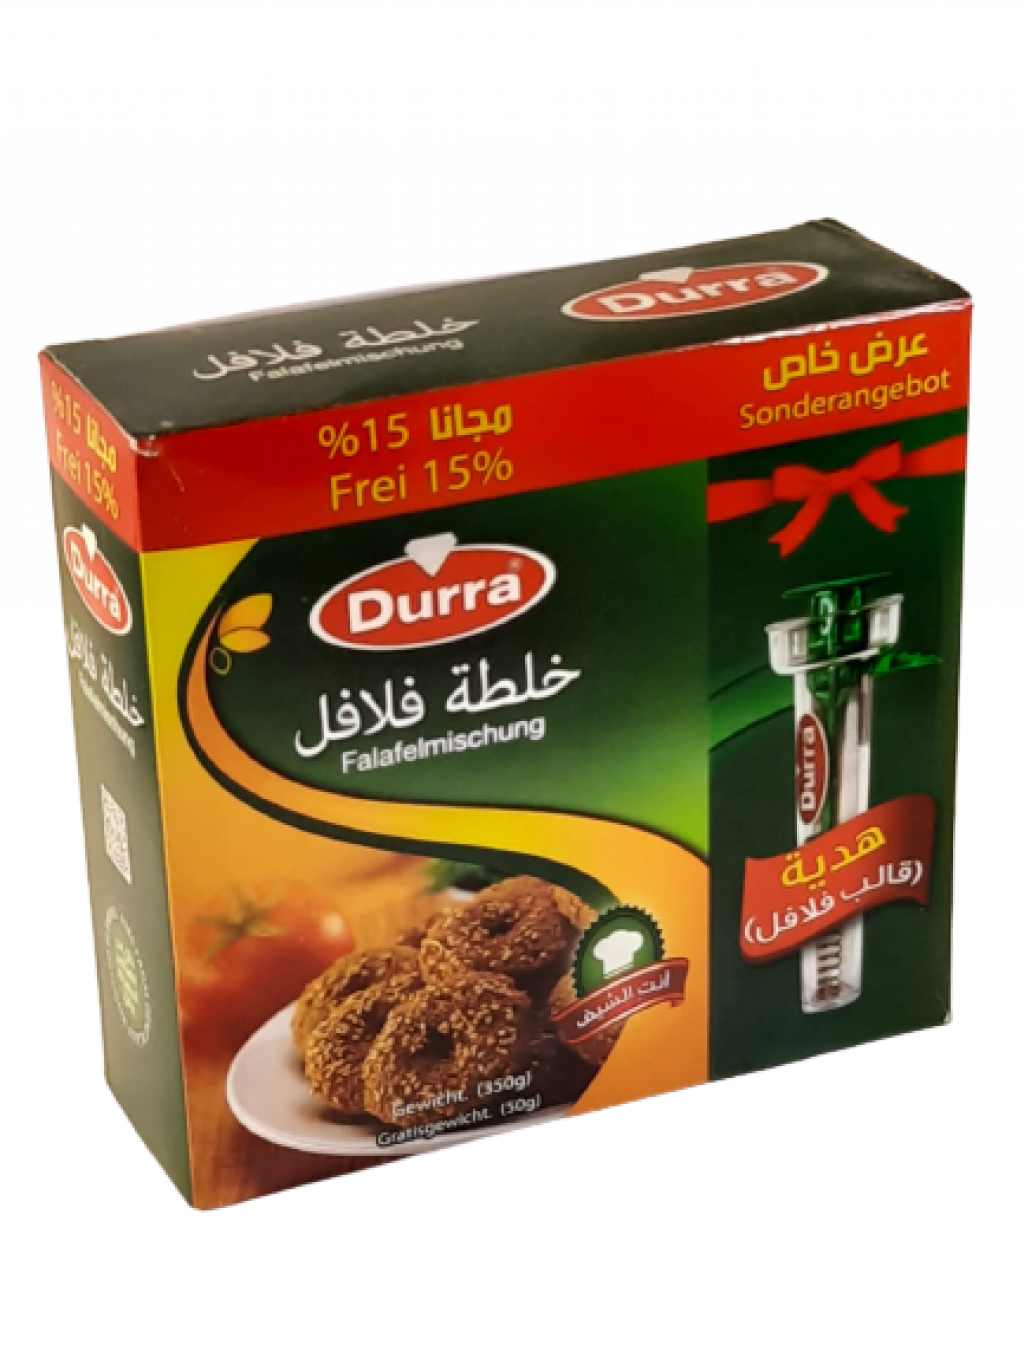 خلطة فلافل
Falafelmischung
Durra
%15 مجانا
Frei 15%
%15 مجانا
Frei 15%
عرض خاص
Sonderangebot
Durra
خلطة فلافل
Durra
خلطة فلافل
Falafelmischung
Durra
هدية
(قالب فلافل)
أنت الشيف
Gewicht. (350g)
Gratisgewicht. (50g)